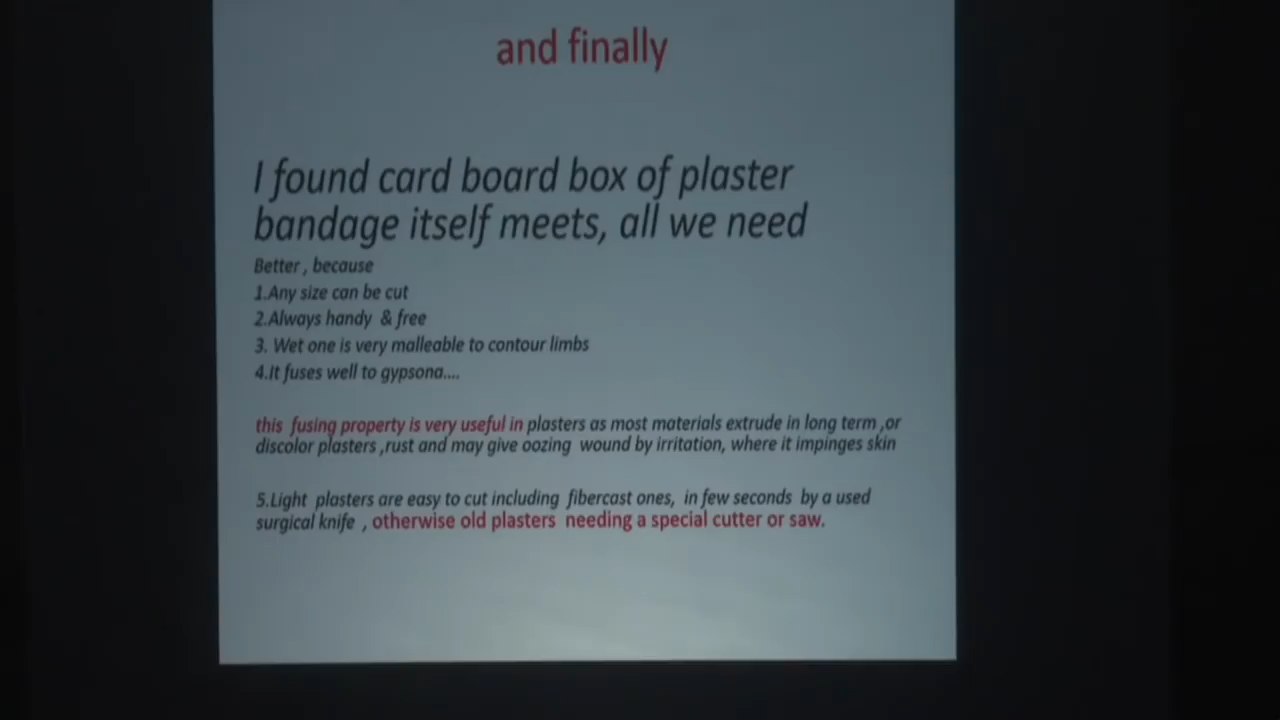 and finally
I found card board box of plaster
bandage itself meets, all we need
Better , because
1.Any size can be cut
2.Always handy & free
3. Wet one is very malleable to contour limbs
4.It fuses well to gypsona....
this fusing property is very useful in plasters as most materials extrude in long term ,or
discolor plasters ,rust and may give oozing wound by irritation, where it impinges skin
5.Light plasters are easy to cut including fibercast ones, in few seconds by a used
surgical knife , otherwise old plasters needing a special cutter or saw.